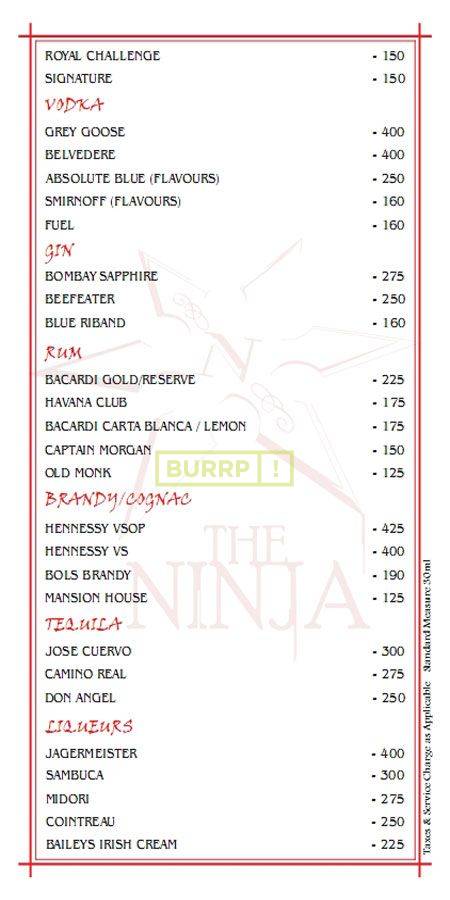 ROYAL CHALLENGE - 150
SIGNATURE - 150
VODKA
GREY GOOSE - 400
BELVEDERE - 400
ABSOLUTE BLUE (FLAVOURS) - 250
SMIRNOFF (FLAVOURS) - 160
FUEL - 160
GIN
BOMBAY SAPPHIRE - 275
BEEFEATER - 250
BLUE RIBAND - 160
N
RUM
BACARDI GOLD/RESERVE - 225
HAVANA CLUB - 175
BACARDI CARTA BLANCA / LEMON - 175
CAPTAIN MORGAN - 150
OLD MONK - 125
BURRP!
BRANDY/COGNAC
HENNESSY VSOP - 425
HENNESSY VS - 400
BOLS BRANDY - 190
MANSION HOUSE - 125
THE
NINJA
TEQUILA
JOSE CUERVO - 300
CAMINO REAL - 275
DON ANGEL - 250
LIQUEURS
JAGERMEISTER - 400
SAMBUCA - 300
MIDORI - 275
COINTREAU - 250
BAILEYS IRISH CREAM - 225
Taxes & Service Charge as Applicable Standard Measure 30ml